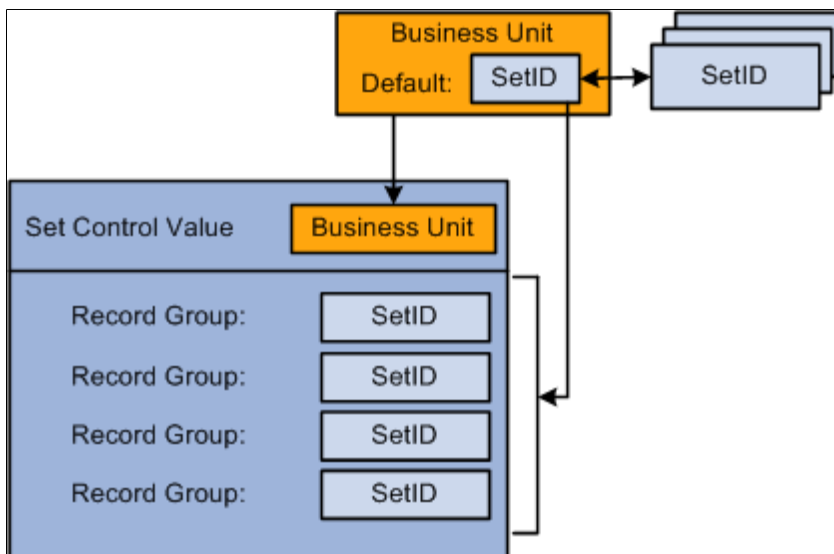 Business Unit
Default: SetID
SetID
Set Control Value Business Unit
Record Group: SetID
Record Group: SetID
Record Group: SetID
Record Group: SetID